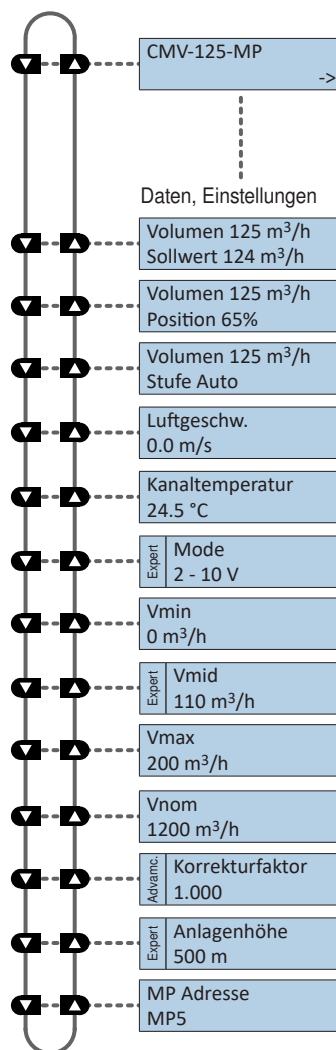 CMV-125-MP
->
Daten, Einstellungen
Volumen 125 m³/h
Sollwert 124 m³/h
Volumen 125 m³/h
Position 65%
Volumen 125 m³/h
Stufe Auto
Luftgeschw.
0.0 m/s
Kanaltemperatur
24.5 °C
Expert
Mode
2 - 10 V
Vmin
0 m³/h
Expert
Vmid
110 m³/h
Vmax
200 m³/h
Vnom
1200 m³/h
Advamc.
Korrekturfaktor
1.000
Expert
Anlagenhöhe
500 m
MP Adresse
MP5